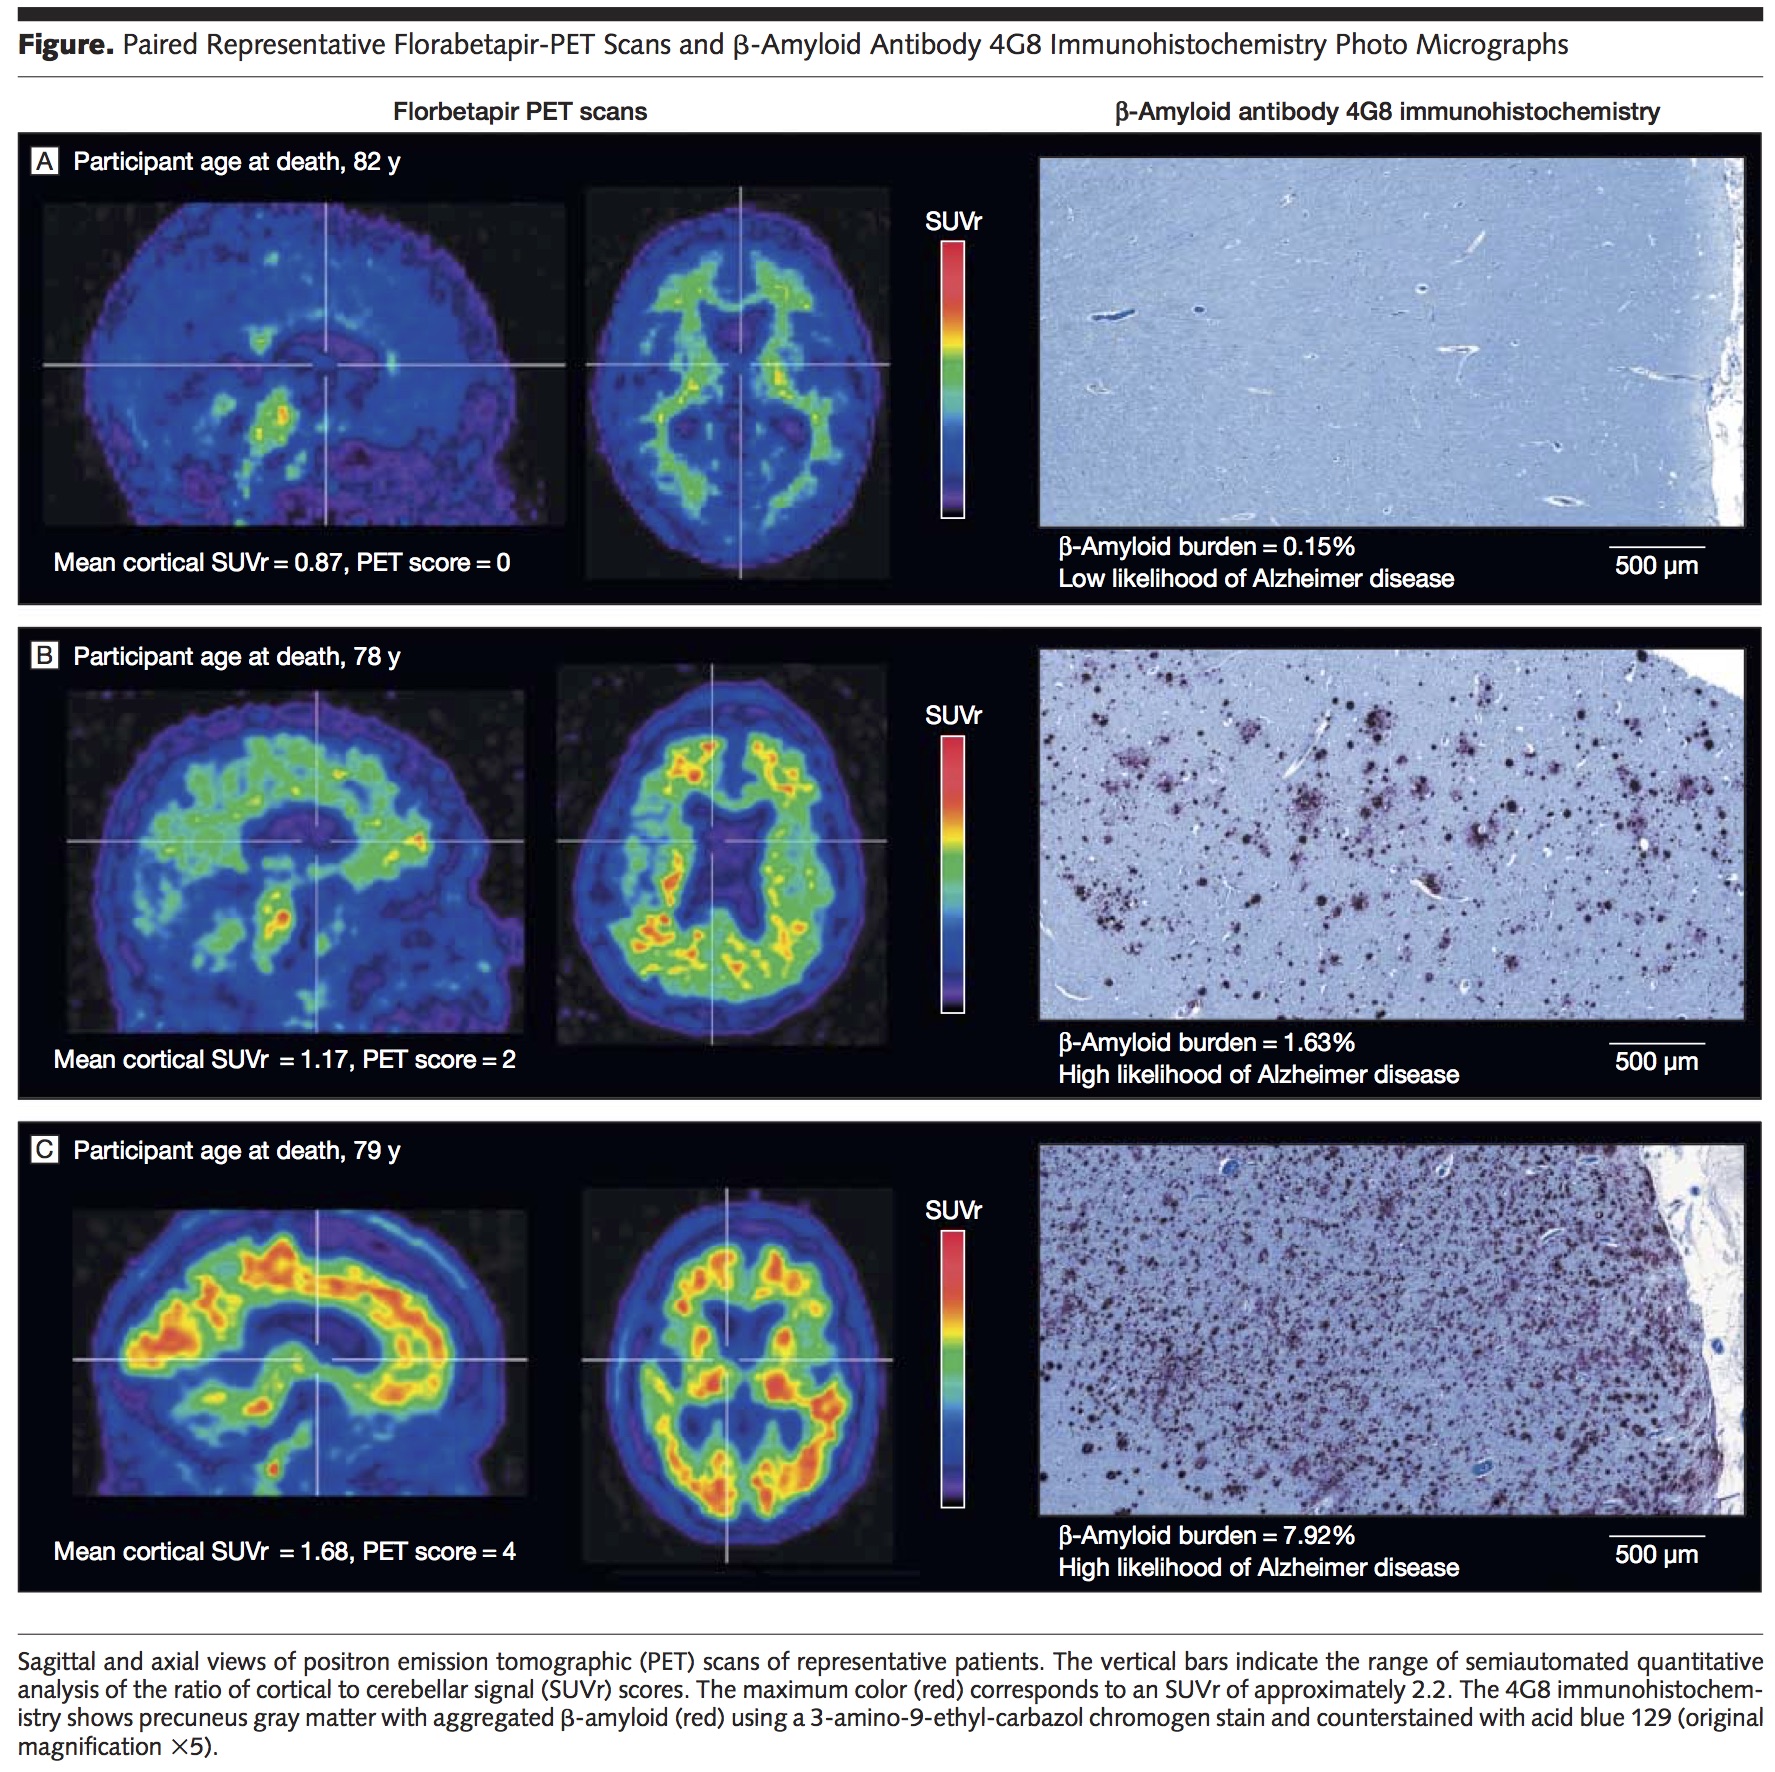 Figure. Paired Representative Florabetapir-PET Scans and β-Amyloid Antibody 4G8 Immunohistochemistry Photo Micrographs
Florbetapir PET scans
β-Amyloid antibody 4G8 immunohistochemistry
A Participant age at death, 82 y
SUVr
Mean cortical SUVr = 0.87, PET score = 0
β-Amyloid burden = 0.15%
Low likelihood of Alzheimer disease
500 μm
B Participant age at death, 78 y
SUVr
Mean cortical SUVr = 1.17, PET score = 2
β-Amyloid burden = 1.63%
High likelihood of Alzheimer disease
500 μm
C Participant age at death, 79 y
SUVr
Mean cortical SUVr = 1.68, PET score = 4
β-Amyloid burden = 7.92%
High likelihood of Alzheimer disease
500 μm
Sagittal and axial views of positron emission tomographic (PET) scans of representative patients. The vertical bars indicate the range of semiautomated quantitative
analysis of the ratio of cortical to cerebellar signal (SUVr) scores. The maximum color (red) corresponds to an SUVr of approximately 2.2. The 4G8 immunohistochem-
istry shows precuneus gray matter with aggregated β-amyloid (red) using a 3-amino-9-ethyl-carbazol chromogen stain and counterstained with acid blue 129 (original
magnification ×5).